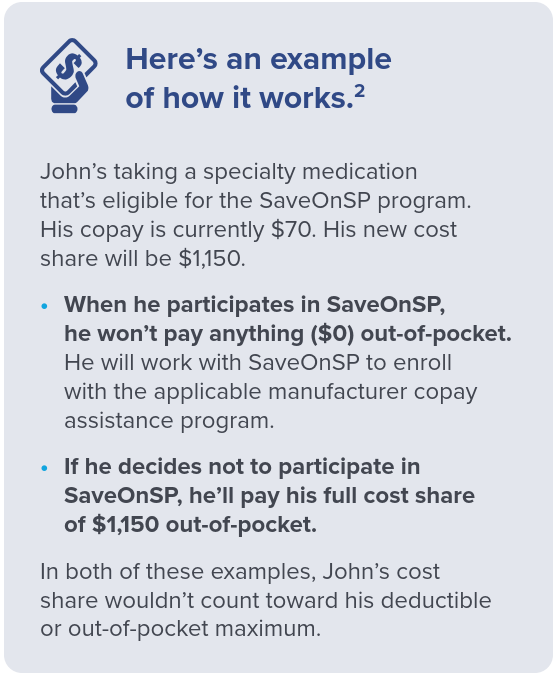 Here’s an example
of how it works.²
John’s taking a specialty medication
that’s eligible for the SaveOnSP program.
His copay is currently $70. His new cost
share will be $1,150.
• When he participates in SaveOnSP,
he won’t pay anything ($0) out-of-pocket.
He will work with SaveOnSP to enroll
with the applicable manufacturer copay
assistance program.
• If he decides not to participate in
SaveOnSP, he’ll pay his full cost share
of $1,150 out-of-pocket.
In both of these examples, John’s cost
share wouldn’t count toward his deductible
or out-of-pocket maximum.